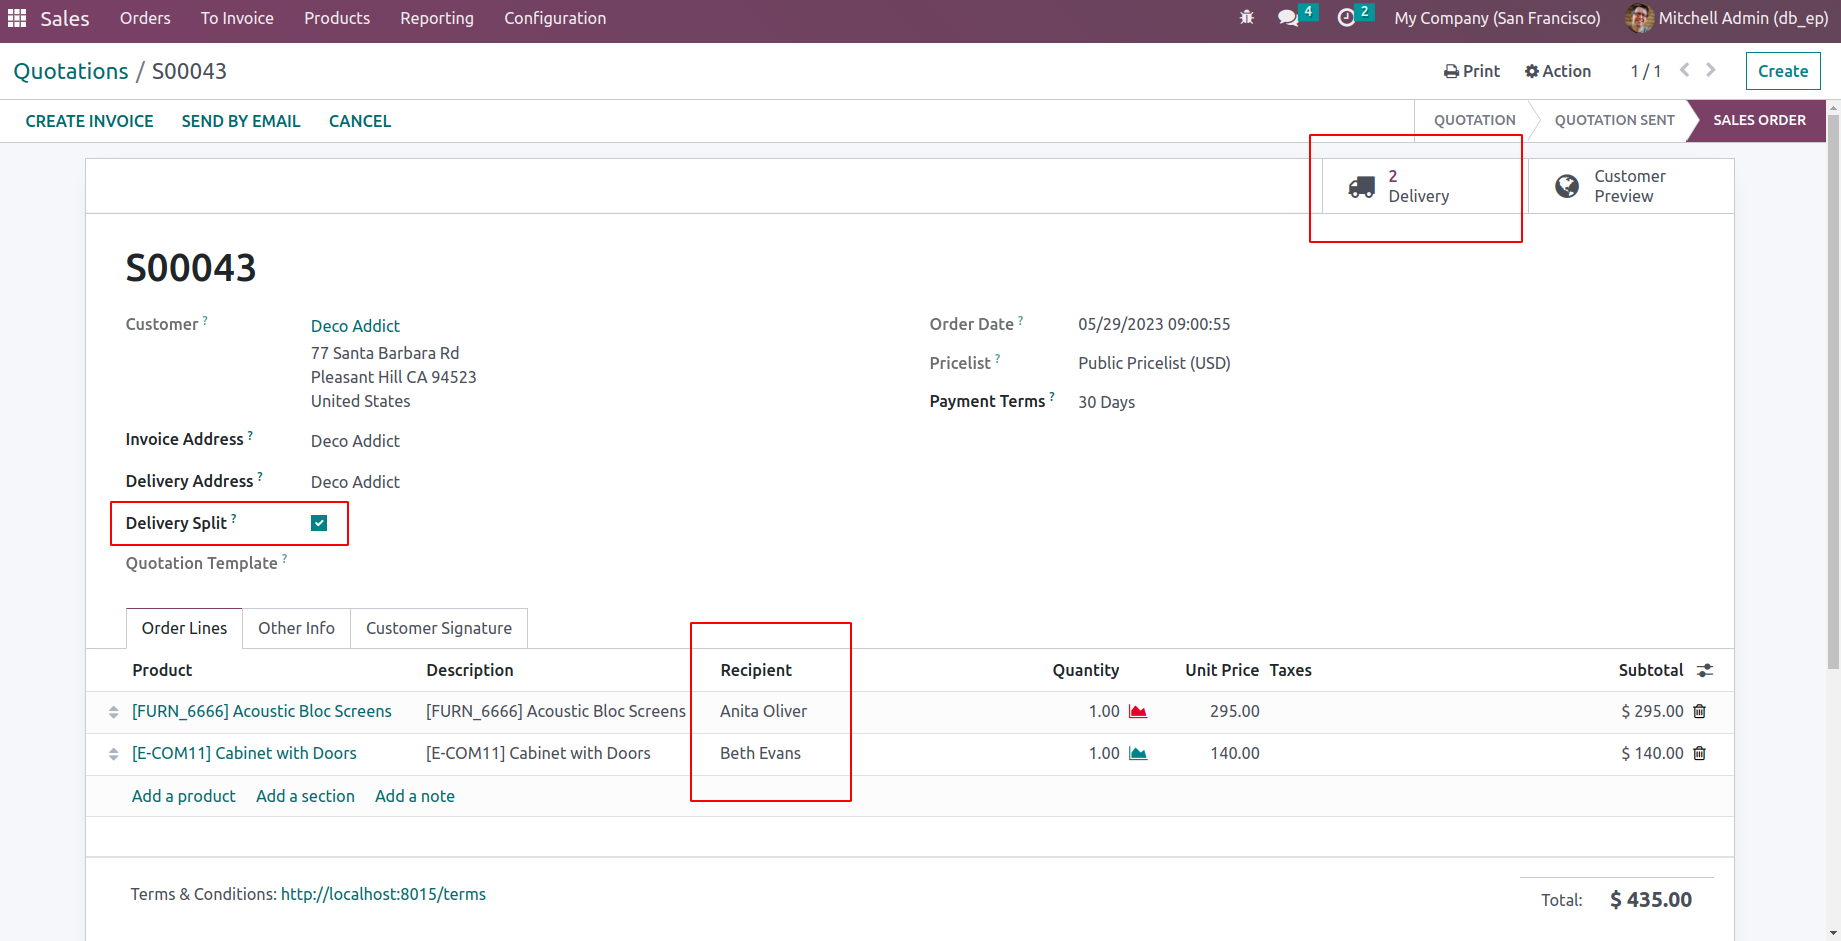 Sales Orders To Invoice Products Reporting Configuration 4 2 My Company (San Francisco) Mitchell Admin (db_ep)
Quotations / S00043 Print Action 1 / 1 Create
CREATE INVOICE SEND BY EMAIL CANCEL QUOTATION QUOTATION SENT SALES ORDER
2
Delivery
Customer
Preview
S00043
Customer ? Deco Addict
77 Santa Barbara Rd
Pleasant Hill CA 94523
United States
Order Date ? 05/29/2023 09:00:55
Pricelist ? Public Pricelist (USD)
Payment Terms ? 30 Days
Invoice Address ? Deco Addict
Delivery Address ? Deco Addict
Delivery Split ?
Quotation Template ?
Order Lines Other Info Customer Signature
Product Description Recipient Quantity Unit Price Taxes Subtotal
[FURN_6666] Acoustic Bloc Screens [FURN_6666] Acoustic Bloc Screens Anita Oliver 1.00 295.00 $ 295.00
[E-COM11] Cabinet with Doors [E-COM11] Cabinet with Doors Beth Evans 1.00 140.00 $ 140.00
Add a product Add a section Add a note
Terms & Conditions: http://localhost:8015/terms
Total: $ 435.00